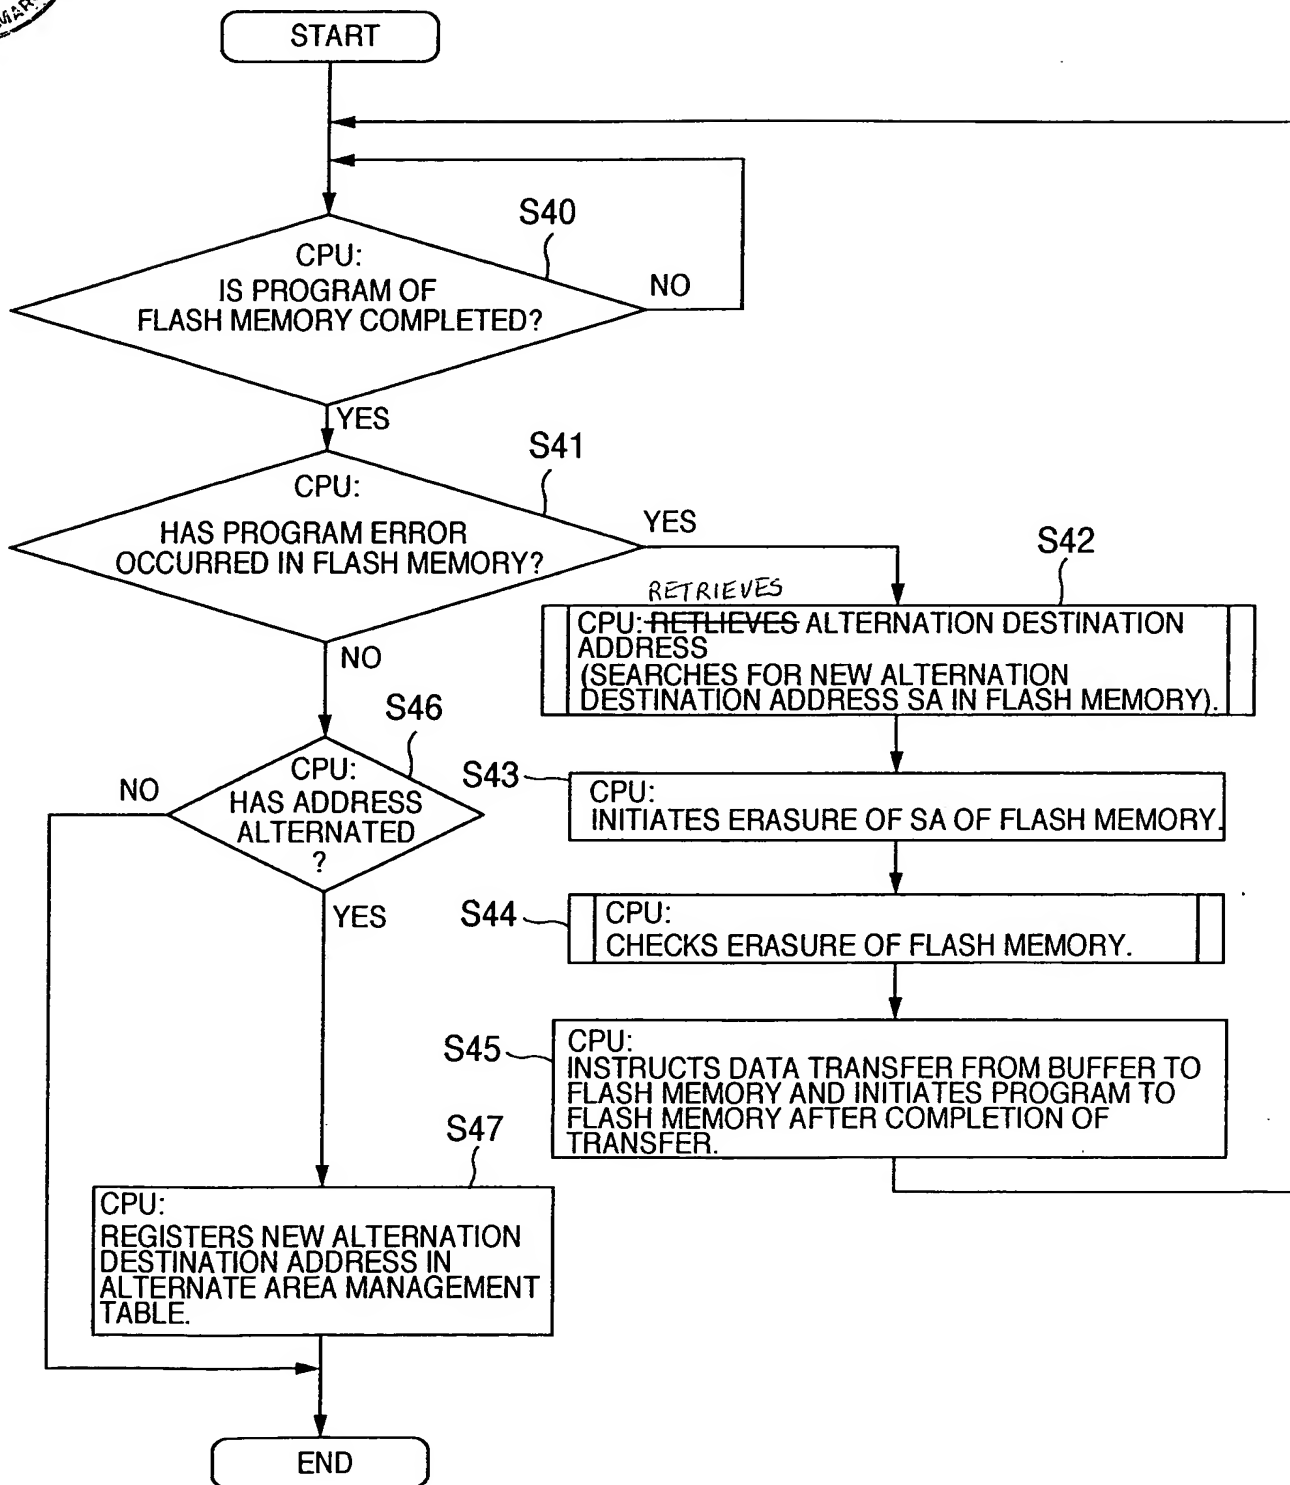 START
S40
CPU:
IS PROGRAM OF
FLASH MEMORY COMPLETED?
NO
YES
S41
CPU:
HAS PROGRAM ERROR
OCCURRED IN FLASH MEMORY?
YES
NO
S42
RETRIEVES
CPU: RETLIEVES ALTERNATION DESTINATION
ADDRESS
(SEARCHES FOR NEW ALTERNATION
DESTINATION ADDRESS SA IN FLASH MEMORY).
S46
CPU:
HAS ADDRESS
ALTERNATED
?
NO
YES
S43
CPU:
INITIATES ERASURE OF SA OF FLASH MEMORY.
S44
CPU:
CHECKS ERASURE OF FLASH MEMORY.
S45
CPU:
INSTRUCTS DATA TRANSFER FROM BUFFER TO
FLASH MEMORY AND INITIATES PROGRAM TO
FLASH MEMORY AFTER COMPLETION OF
TRANSFER.
S47
CPU:
REGISTERS NEW ALTERNATION
DESTINATION ADDRESS IN
ALTERNATE AREA MANAGEMENT
TABLE.
END